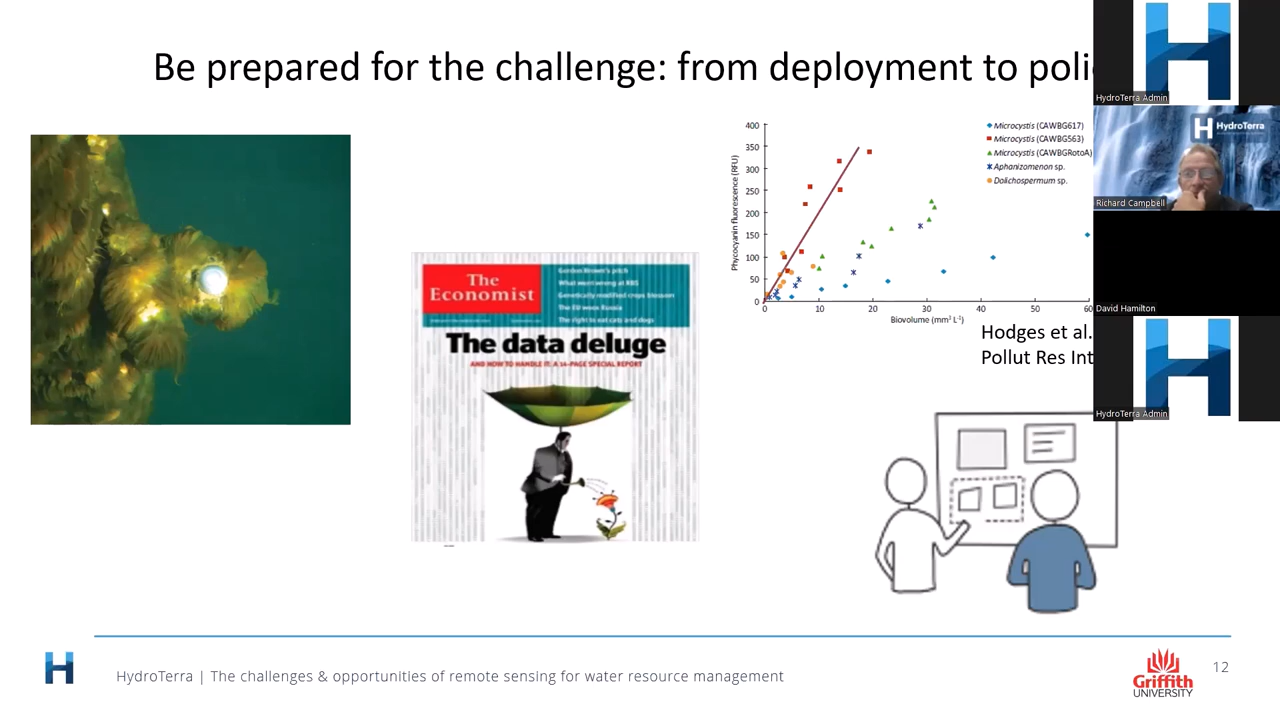 Be prepared for the challenge: from deployment to poli
HydroTerra Admin
HydroTerra
Richard Campbell
David Hamilton
HydroTerra Admin
The
Economist
Gordon Brown's pitch
What went wrong at RBS
Genetically modified crops blossom
The right to eat cats and dogs
The data deluge
AND HOW TO HANDLE IT: A 14-PAGE SPECIAL REPORT
Phycocyanin fluorescence (RFU)
400
350
300
250
200
150
100
50
0
0
10
20
30
40
50
60
Biovolume (mm³ L⁻¹)
Microcystis (CAWBG617)
Microcystis (CAWBG563)
Microcystis (CAWBGRotoA)
Aphanizomenon sp.
Dolichospermum sp.
Hodges et al.
Pollut Res Int
HydroTerra | The challenges & opportunities of remote sensing for water resource management
Griffith
UNIVERSITY
12